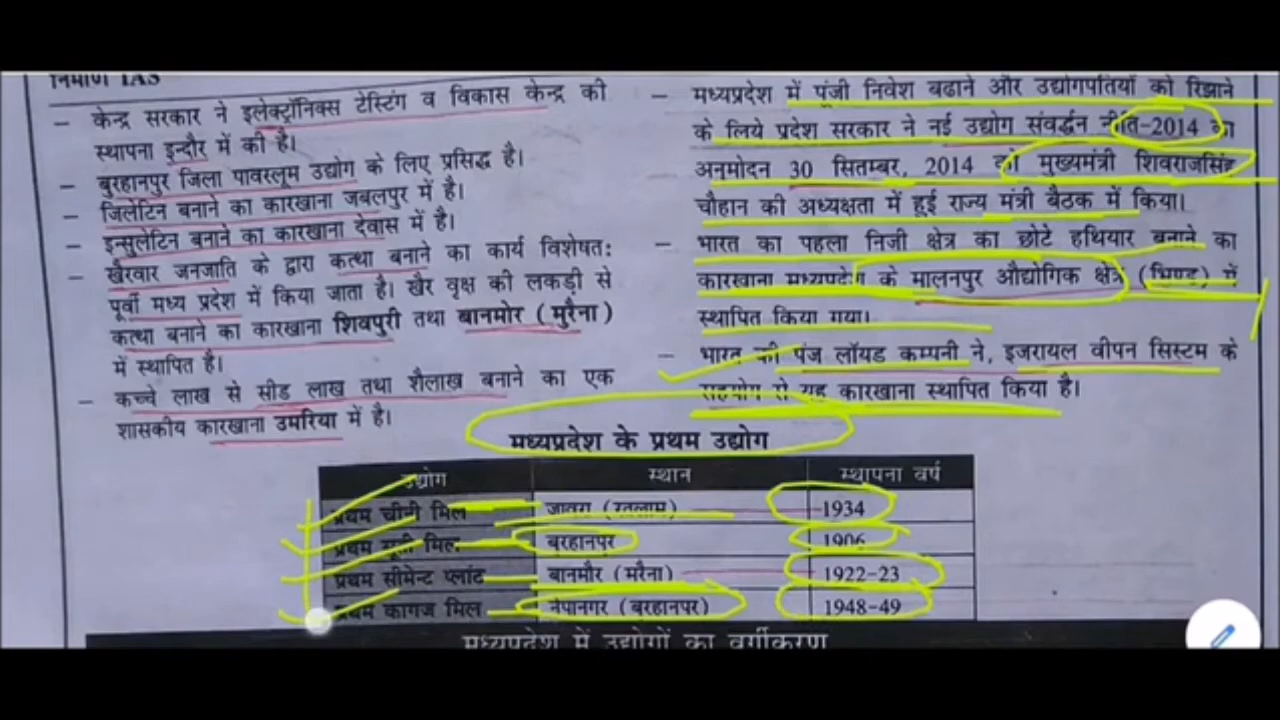 निर्माण IAS
– केन्द्र सरकार ने इलेक्ट्रॉनिक्स टेस्टिंग व विकास केन्द्र की
स्थापना इन्दौर में की है।
– बुरहानपुर जिला पावरलूम उद्योग के लिए प्रसिद्ध है।
– जिलेटिन बनाने का कारखाना जबलपुर में है।
– इन्सुलेटिन बनाने का कारखाना देवास में है।
– खैरवार जनजाति के द्वारा कत्था बनाने का कार्य विशेषतः
पूर्वी मध्य प्रदेश में किया जाता है। खैर वृक्ष की लकड़ी से
कत्था बनाने का कारखाना शिवपुरी तथा बानमोर (मुरैना)
में स्थापित है।
– कच्चे लाख से सीड लाख तथा शैलाख बनाने का एक
शासकीय कारखाना उमरिया में है।
– मध्यप्रदेश में पूंजी निवेश बढाने और उद्योगपतियों को रिझाने
के लिये प्रदेश सरकार ने नई उद्योग संवर्द्धन नीति-2014 का
अनुमोदन 30 सितम्बर, 2014 को मुख्यमंत्री शिवराजसिंह
चौहान की अध्यक्षता में हुई राज्य मंत्री बैठक में किया।
– भारत का पहला निजी क्षेत्र का छोटे हथियार बनाने का
कारखाना मध्यप्रदेश के मालनपुर औद्योगिक क्षेत्र (भिण्ड) में
स्थापित किया गया।
– भारत की पंज लॉयड कम्पनी ने, इजरायल वीपन सिस्टम के
सहयोग से यह कारखाना स्थापित किया है।
मध्यप्रदेश के प्रथम उद्योग
उद्योग स्थान स्थापना वर्ष
प्रथम चीनी मिल जावरा (रतलाम) 1934
प्रथम सूती मिल बुरहानपुर 1906
प्रथम सीमेन्ट प्लांट बानमौर (मुरैना) 1922-23
प्रथम कागज मिल नेपानगर (बुरहानपुर) 1948-49
मध्यप्रदेश में उद्योगों का वर्गीकरण